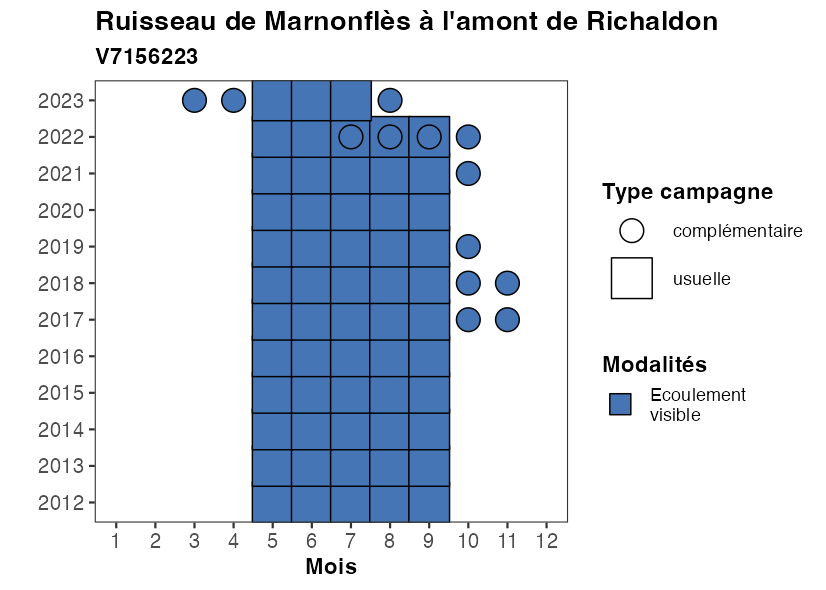 Ruisseau de Marnonflès à l'amont de Richaldon
V7156223
2023
2022
2021
2020
2019
2018
2017
2016
2015
2014
2013
2012
1 2 3 4 5 6 7 8 9 10 11 12
Mois
Type campagne
complémentaire
usuelle
Modalités
Ecoulement
visible